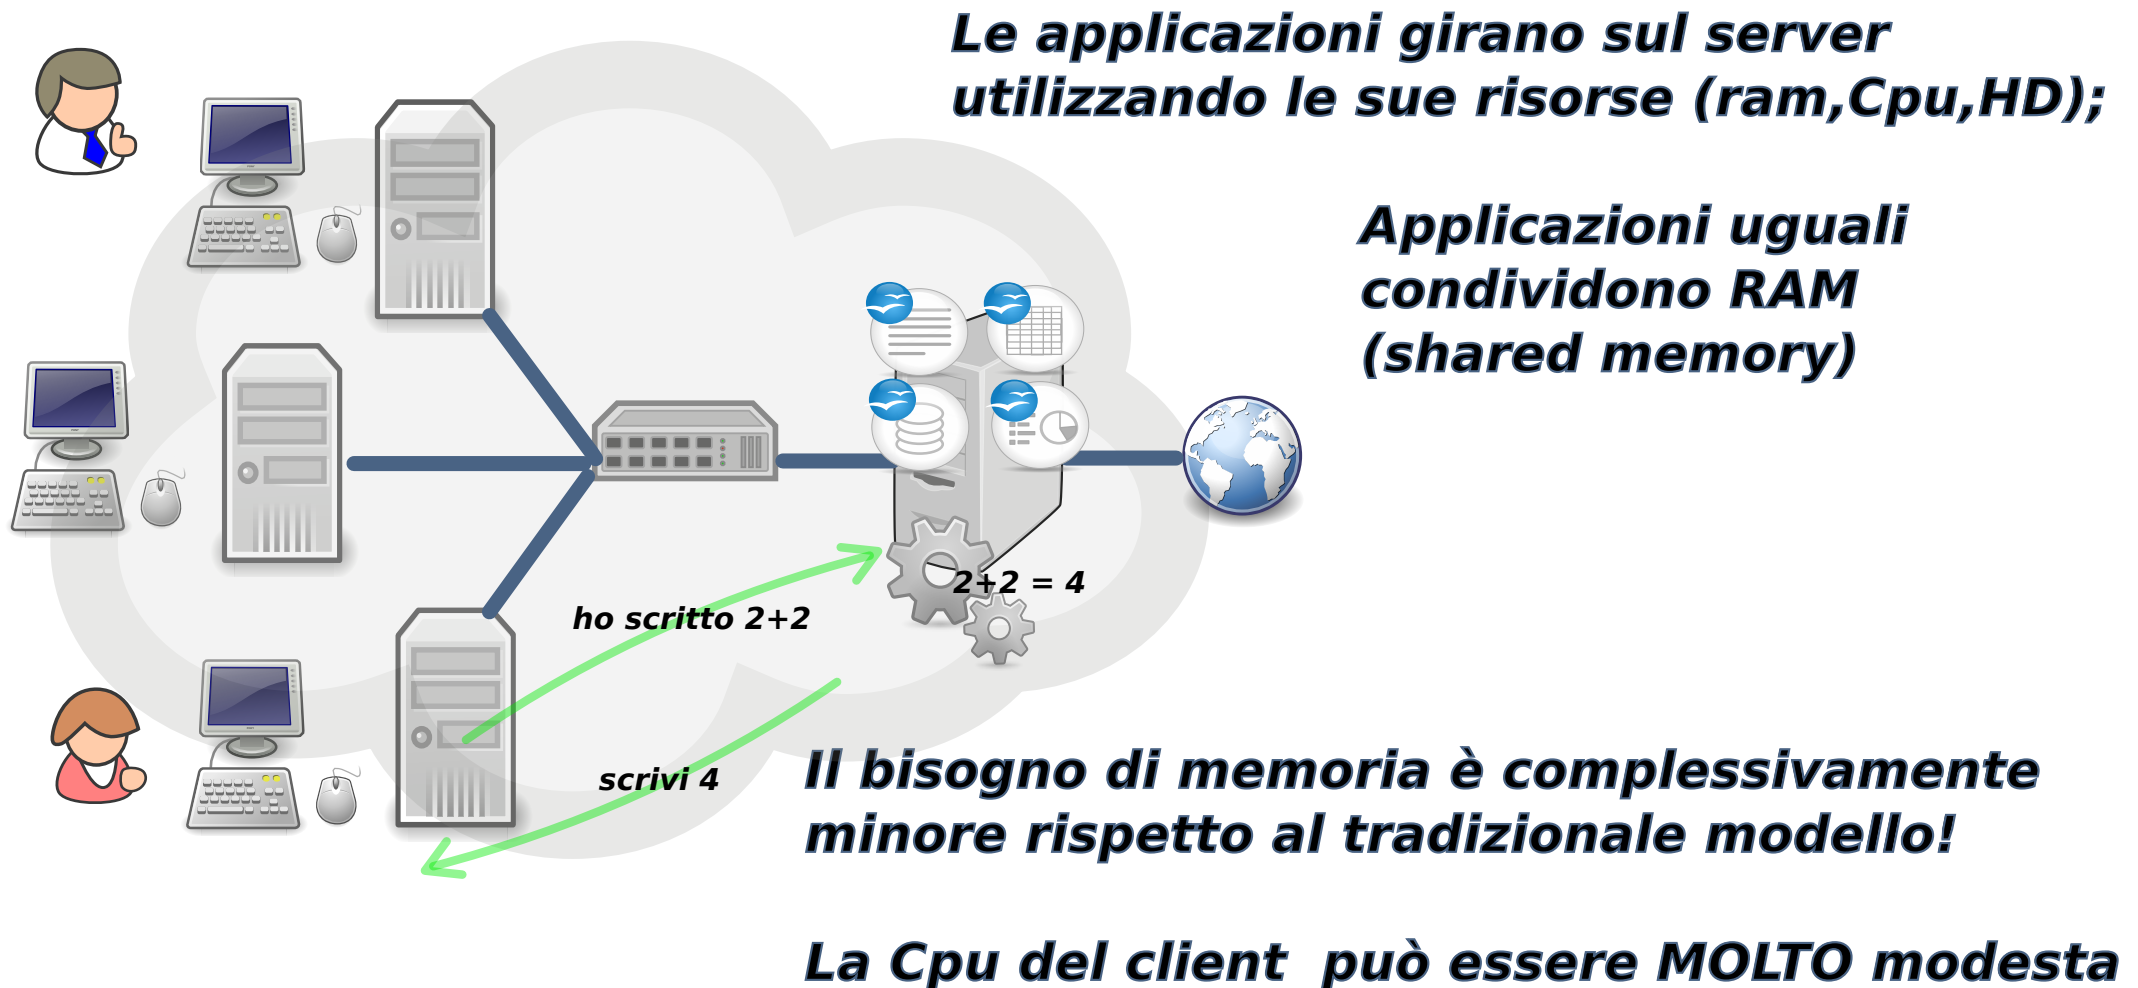 Le applicazioni girano sul server
utilizzando le sue risorse (ram,Cpu,HD);
Applicazioni uguali
condividono RAM
(shared memory)
2+2 = 4
ho scritto 2+2
scrivi 4
Il bisogno di memoria è complessivamente
minore rispetto al tradizionale modello!
La Cpu del client  può essere MOLTO modesta